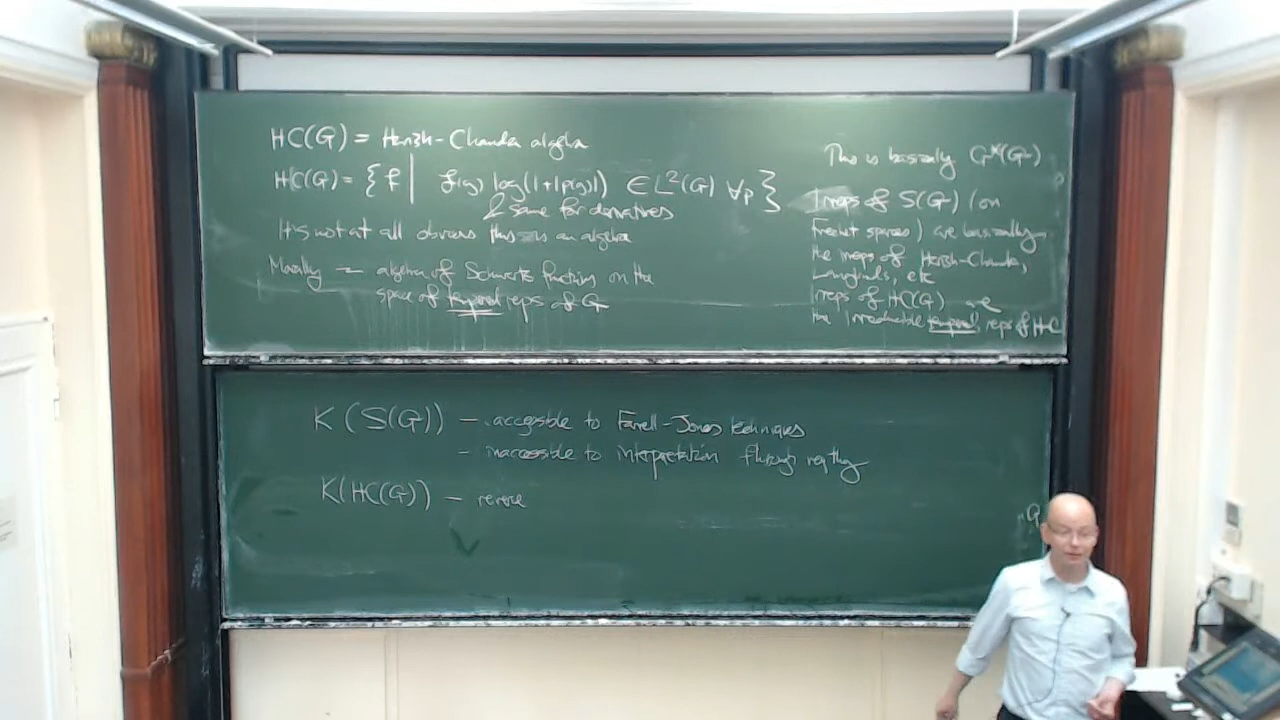 HC(G) = Harish-Chandra algebra
HC(G) = { f | f(g) log(1+|p(g)|) ∈ L²(G) ∀p }
& same for derivatives
It is not at all obvious this is an algebra
Morally — algebra of Schwartz functions on the
space of tempered reps of G
This is basically C*(G)
Irreps of S(G) (on
Frechet spaces) are basically
the irreps of Harish-Chandra,
Langlands, etc
irreps of HC(G) are
the irreducible tempered reps of
K(S(G)) — accessible to Farrell-Jones techniques
- inaccessible to interpretation through rep thy
K(HC(G)) — reverse